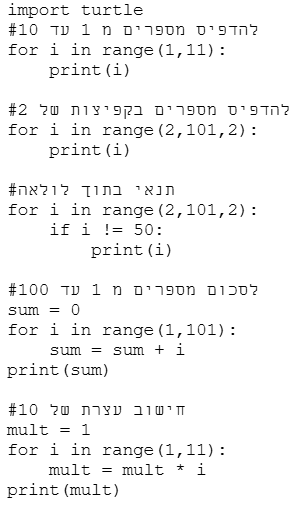 import turtle
#להדפיס מספרים מ 1 עד 10
for i in range(1,11):
    print(i)

#להדפיס מספרים בקפיצות של 2
for i in range(2,101,2):
    print(i)

#תנאי בתוך לולאה
for i in range(2,101,2):
    if i != 50:
        print(i)

#לסכום מספרים מ 1 עד 100
sum = 0
for i in range(1,101):
    sum = sum + i
print(sum)

#חישוב עצרת של 10
mult = 1
for i in range(1,11):
    mult = mult * i
print(mult)